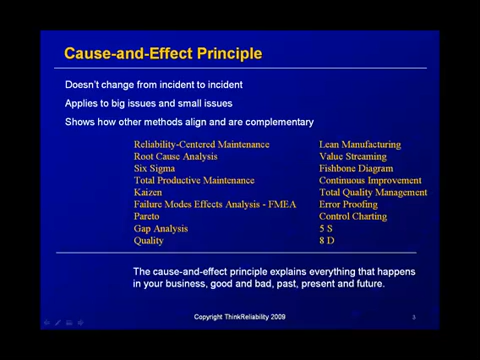 Cause-and-Effect Principle
Doesn't change from incident to incident
Applies to big issues and small issues
Shows how other methods align and are complementary
Reliability-Centered Maintenance
Root Cause Analysis
Six Sigma
Total Productive Maintenance
Kaizen
Failure Modes Effects Analysis - FMEA
Pareto
Gap Analysis
Quality
Lean Manufacturing
Value Streaming
Fishbone Diagram
Continuous Improvement
Total Quality Management
Error Proofing
Control Charting
5 S
8 D
The cause-and-effect principle explains everything that happens
in your business, good and bad, past, present and future.
Copyright ThinkReliability 2009
3